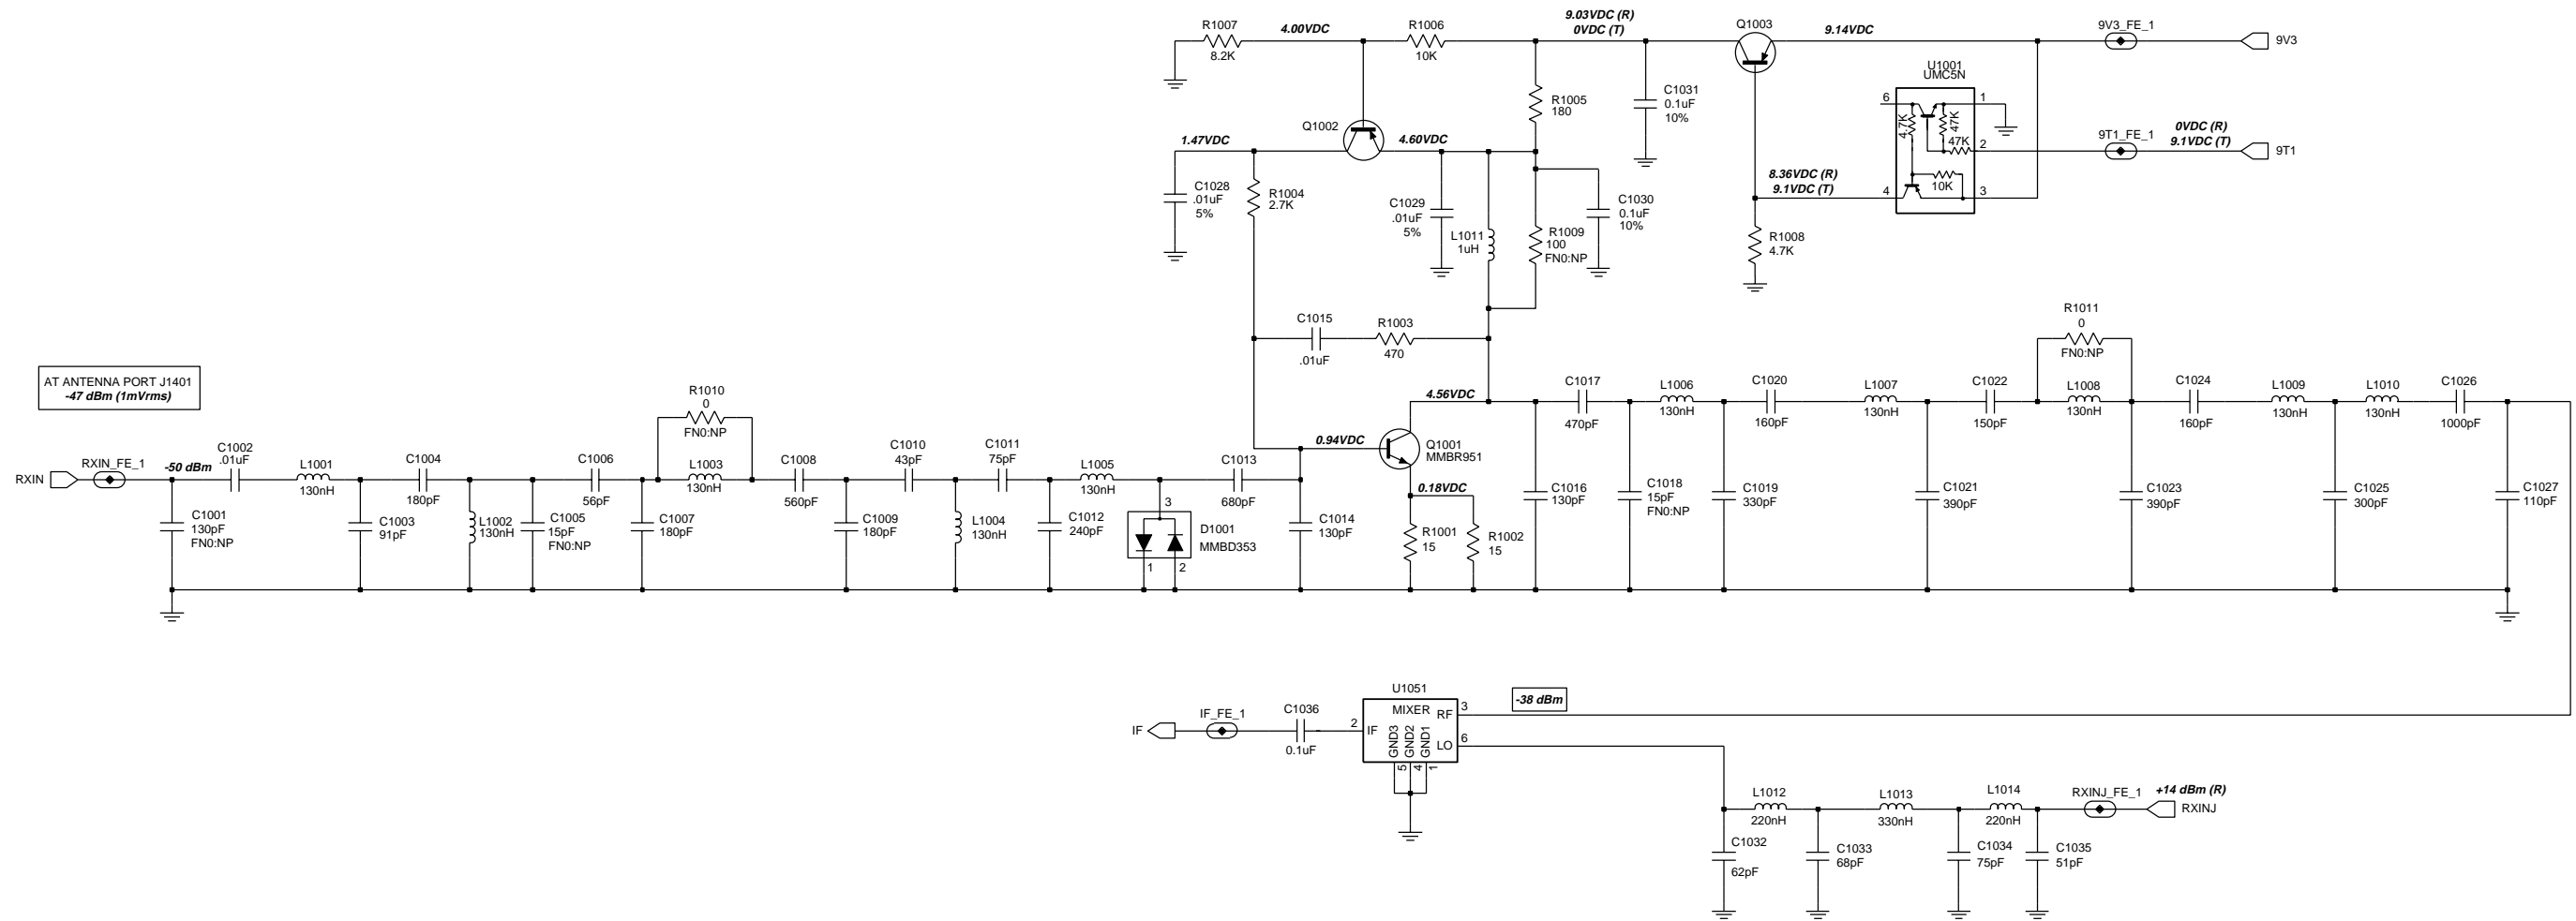 R1007
8.2K
4.00VDC
R1006
10K
9.03VDC (R)
0VDC (T)
Q1003
9.14VDC
9V3_FE_1
9V3
U1001
UMC5N
6
1
4.7K
47K
47K
2
10K
4
3
9T1_FE_1
0VDC (R)
9.1VDC (T)
9T1
8.36VDC (R)
9.1VDC (T)
R1008
4.7K
R1005
180
C1031
0.1uF
10%
Q1002
1.47VDC
4.60VDC
C1028
.01uF
5%
R1004
2.7K
C1029
.01uF
5%
L1011
1uH
R1009
100
FN0:NP
C1030
0.1uF
10%
C1015
.01uF
R1003
470
R1011
0
FN0:NP
AT ANTENNA PORT J1401
-47 dBm (1mVrms)
RXIN
RXIN_FE_1
-50 dBm
C1001
130pF
FN0:NP
C1002
.01uF
L1001
130nH
C1003
91pF
C1004
180pF
L1002
130nH
C1005
15pF
FN0:NP
C1006
56pF
C1007
180pF
R1010
0
FN0:NP
L1003
130nH
C1008
560pF
C1009
180pF
C1010
43pF
L1004
130nH
C1011
75pF
C1012
240pF
L1005
130nH
3
D1001
MMBD353
1
2
C1013
680pF
C1014
130pF
0.94VDC
4.56VDC
Q1001
MMBR951
0.18VDC
R1001
15
R1002
15
C1016
130pF
C1017
470pF
C1018
15pF
FN0:NP
L1006
130nH
C1019
330pF
C1020
160pF
L1007
130nH
C1021
390pF
C1022
150pF
L1008
130nH
C1023
390pF
C1024
160pF
L1009
130nH
C1025
300pF
L1010
130nH
C1026
1000pF
C1027
110pF
IF
IF_FE_1
C1036
0.1uF
U1051
MIXER
2
IF
RF
3
LO
6
GND3
GND2
GND1
5
4
1
-38 dBm
L1012
220nH
L1013
330nH
L1014
220nH
RXINJ_FE_1
+14 dBm (R)
RXINJ
C1032
62pF
C1033
68pF
C1034
75pF
C1035
51pF